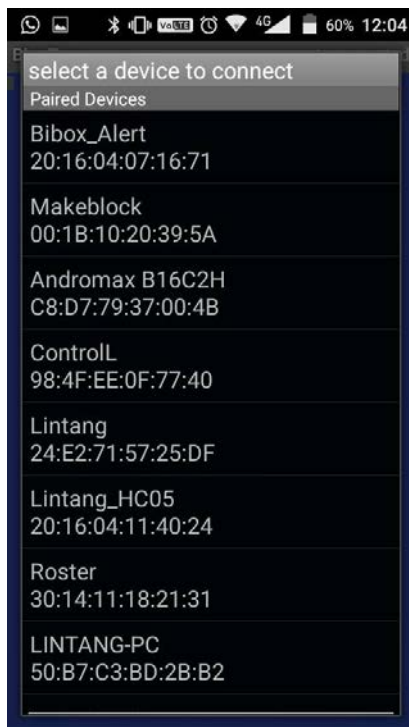 VoLTE 4G 60% 12:04
select a device to connect
Paired Devices
Bibox_Alert
20:16:04:07:16:71
Makeblock
00:1B:10:20:39:5A
Andromax B16C2H
C8:D7:79:37:00:4B
ControlL
98:4F:EE:0F:77:40
Lintang
24:E2:71:57:25:DF
Lintang_HC05
20:16:04:11:40:24
Roster
30:14:11:18:21:31
LINTANG-PC
50:B7:C3:BD:2B:B2